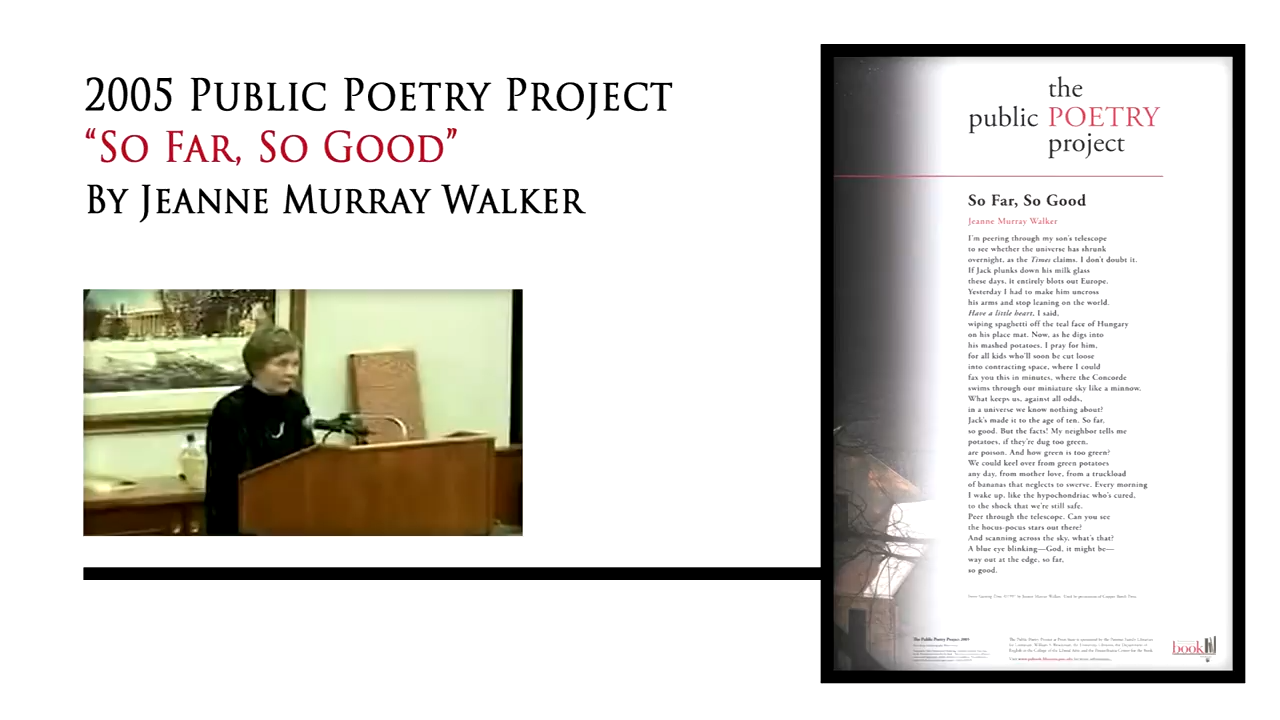 2005 Public Poetry Project
“So Far, So Good”
By Jeanne Murray Walker
the
public POETRY
project
So Far, So Good
Jeanne Murray Walker
I'm peering through my son's telescope
to see whether the universe has shrunk
overnight, as the Times claims. I don't doubt it.
If Jack plunks down his milk glass
these days, it entirely blots out Europe.
Yesterday I had to make him uncross
his arms and stop leaning on the world.
Have a little heart, I said,
wiping spaghetti off the teal face of Hungary
on his place mat. Now, as he digs into
his mashed potatoes, I pray for him,
for all kids who'll soon be cut loose
into contracting space, where I could
fax you this in minutes, where the Concorde
swims through our miniature sky like a minnow.
What keeps us, against all odds,
in a universe we know nothing about?
Jack's made it to the age of ten. So far,
so good. But the facts! My neighbor tells me
potatoes, if they're dug too green,
are poison. And how green is too green?
We could keel over from green potatoes
any day, from mother love, from a truckload
of bananas that neglects to swerve. Every morning
I wake up, like the hypochondriac who's cured,
to the shock that we're still safe.
Peer through the telescope. Can you see
the hocus-pocus stars out there?
And scanning across the sky, what's that?
A blue eye blinking—God, it might be—
way out at the edge, so far,
so good.
The Public Poetry Project 2005
book